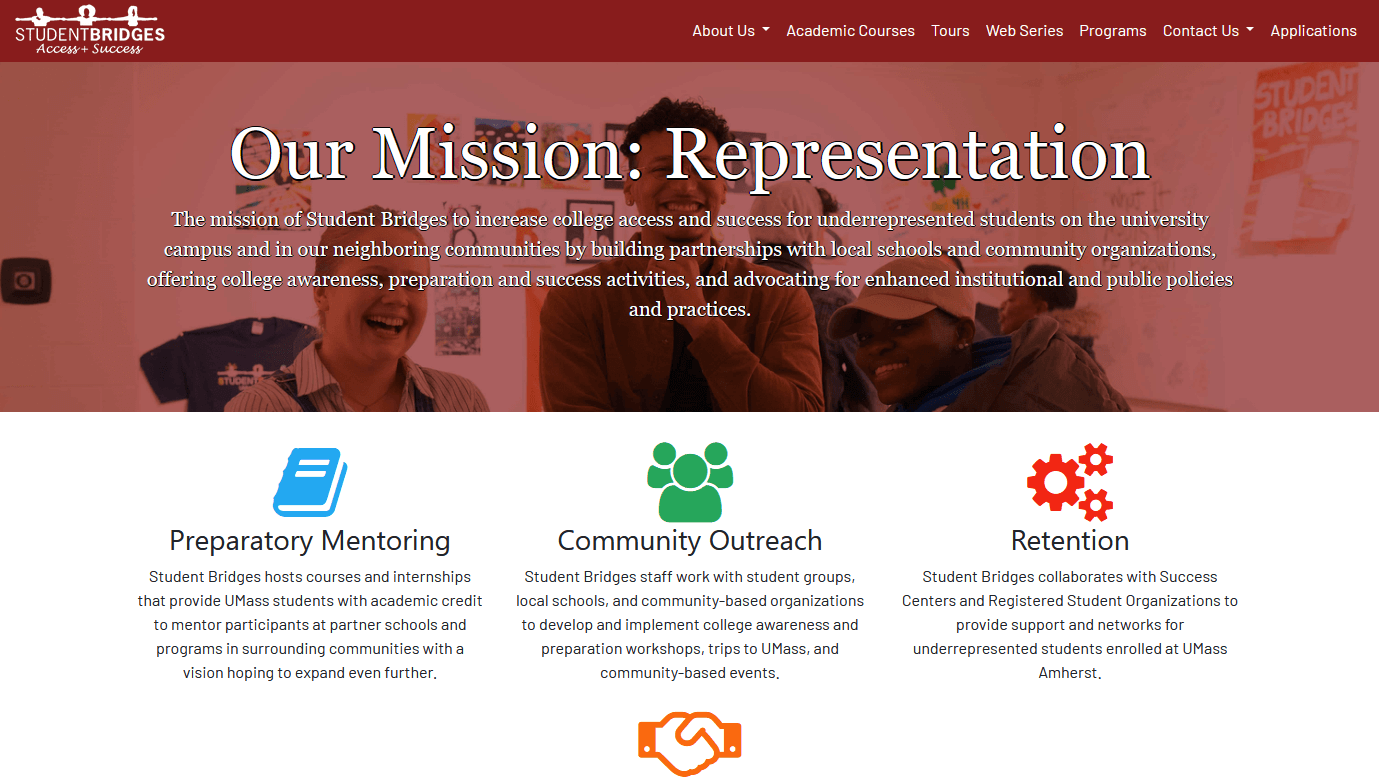 STUDENTBRIDGES
Access + Success
About Us
Academic Courses
Tours
Web Series
Programs
Contact Us
Applications
STUDENT
BRIDGES
Our Mission: Representation
The mission of Student Bridges to increase college access and success for underrepresented students on the university
campus and in our neighboring communities by building partnerships with local schools and community organizations,
offering college awareness, preparation and success activities, and advocating for enhanced institutional and public policies
and practices.
STUDENT
Preparatory Mentoring
Student Bridges hosts courses and internships
that provide UMass students with academic credit
to mentor participants at partner schools and
programs in surrounding communities with a
vision hoping to expand even further.
Community Outreach
Student Bridges staff work with student groups,
local schools, and community-based organizations
to develop and implement college awareness and
preparation workshops, trips to UMass, and
community-based events.
Retention
Student Bridges collaborates with Success
Centers and Registered Student Organizations to
provide support and networks for
underrepresented students enrolled at UMass
Amherst.